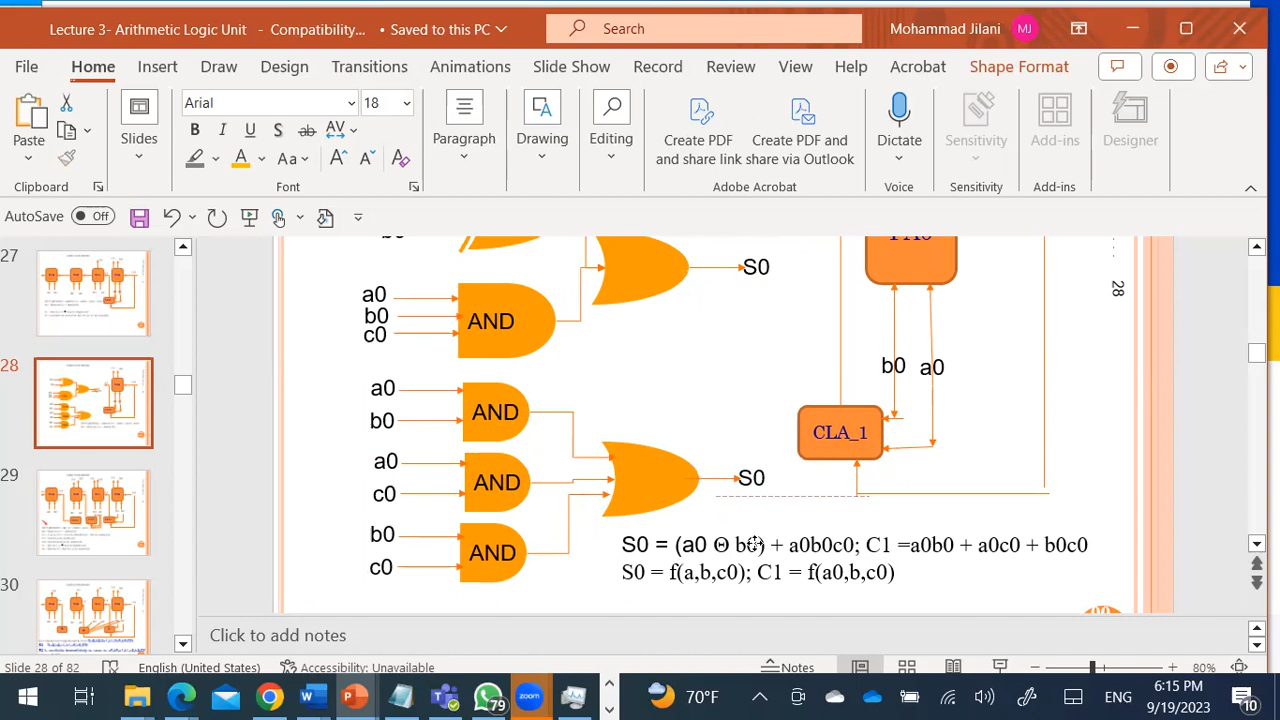 Lecture 3- Arithmetic Logic Unit - Compatibility... • Saved to this PC
Search
Mohammad Jilani MJ
File Home Insert Draw Design Transitions Animations Slide Show Record Review View Help Acrobat Shape Format
Arial 18
Paste
Slides
Paragraph
Drawing
Editing
Create PDF and share link
Create PDF and share via Outlook
Dictate
Sensitivity
Add-ins
Designer
Clipboard Font Adobe Acrobat Voice Sensitivity Add-ins
AutoSave Off
27
28
29
30
S0
28
a0
b0
c0
AND
b0 a0
a0
b0
AND
CLA_1
a0
c0
AND
S0
b0
c0
AND
S0 = (a0 Θ b0) + a0b0c0; C1 =a0b0 + a0c0 + b0c0
S0 = f(a,b,c0); C1 = f(a0,b,c0)
Click to add notes
Slide 28 of 82 English (United States) Accessibility: Unavailable Notes 80%
79
zoom
70°F
ENG
6:15 PM
9/19/2023
10